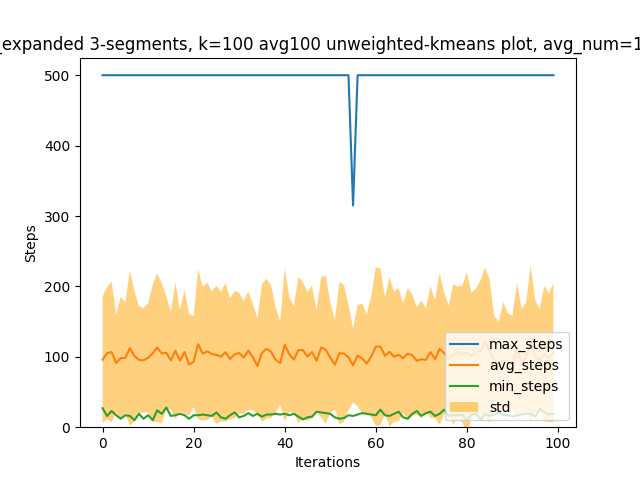 _expanded 3-segments, k=100 avg100 unweighted-kmeans plot, avg_num=1
500
400
300
200
100
0
Steps
max_steps
avg_steps
min_steps
std
0 20 40 60 80 100
Iterations